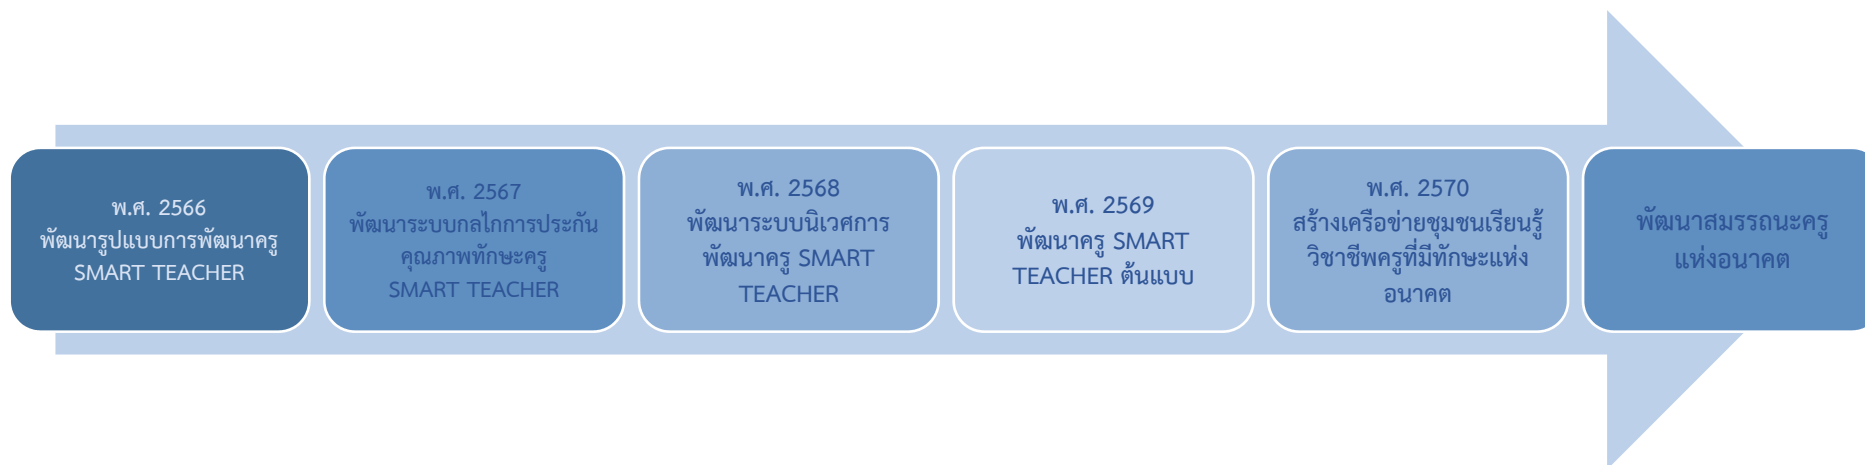 พ.ศ. 2566
พัฒนารูปแบบการพัฒนาครู
SMART TEACHER
พ.ศ. 2567
พัฒนาระบบกลไกการประกัน
คุณภาพทักษะครู
SMART TEACHER
พ.ศ. 2568
พัฒนาระบบนิเวศการ
พัฒนาครู SMART
TEACHER
พ.ศ. 2569
พัฒนาครู SMART
TEACHER ต้นแบบ
พ.ศ. 2570
สร้างเครือข่ายชุมชนเรียนรู้
วิชาชีพครูที่มีทักษะแห่ง
อนาคต
พัฒนาสมรรถนะครู
แห่งอนาคต